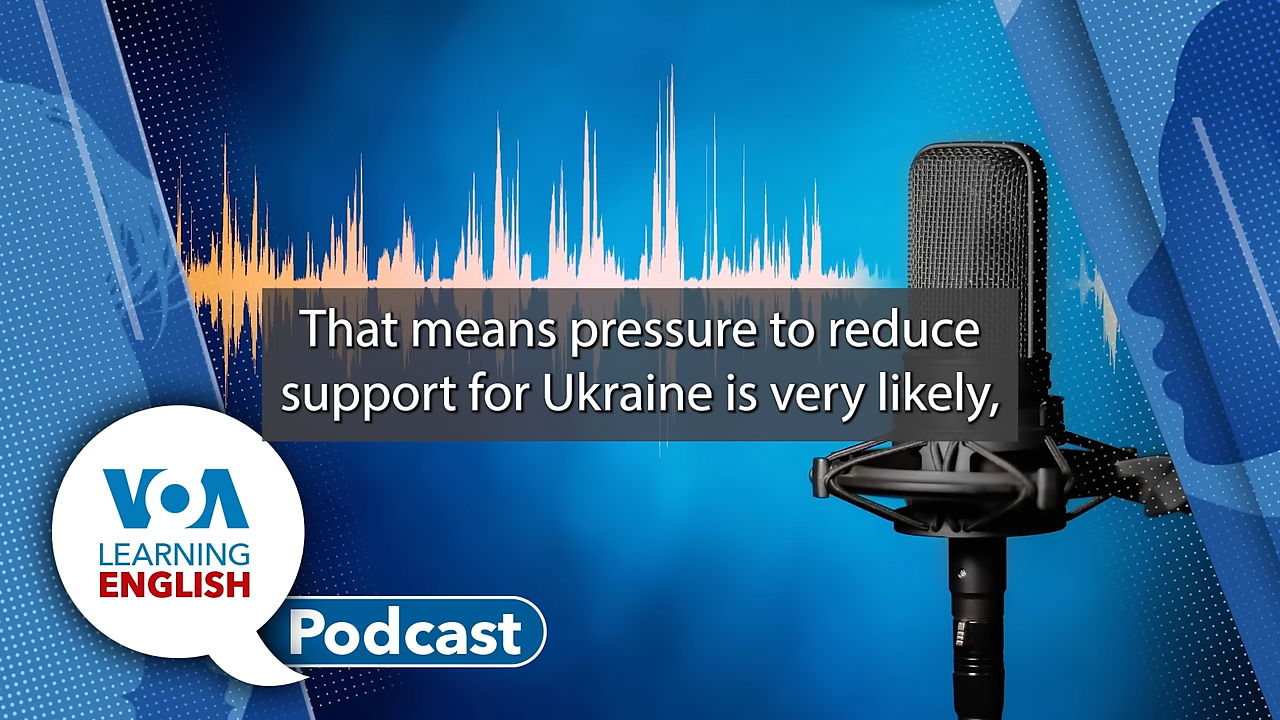 That means pressure to reduce
support for Ukraine is very likely,
VOA
LEARNING
ENGLISH
Podcast